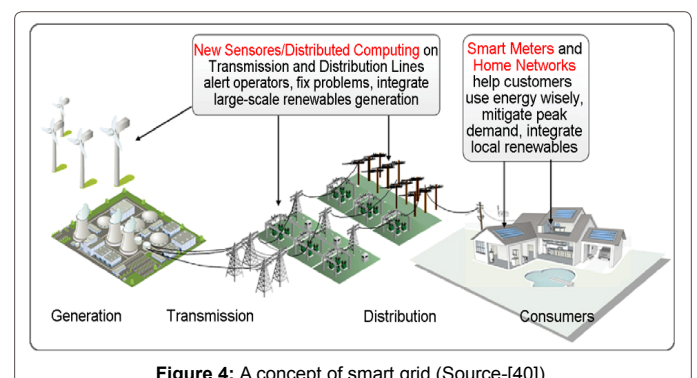 New Sensores/Distributed Computing on
Transmission and Distribution Lines
alert operators, fix problems, integrate
large-scale renewables generation
Smart Meters and
Home Networks
help customers
use energy wisely,
mitigate peak
demand, integrate
local renewables
Generation
Transmission
Distribution
Consumers
Figure 4: A concept of smart grid (Source-[40])